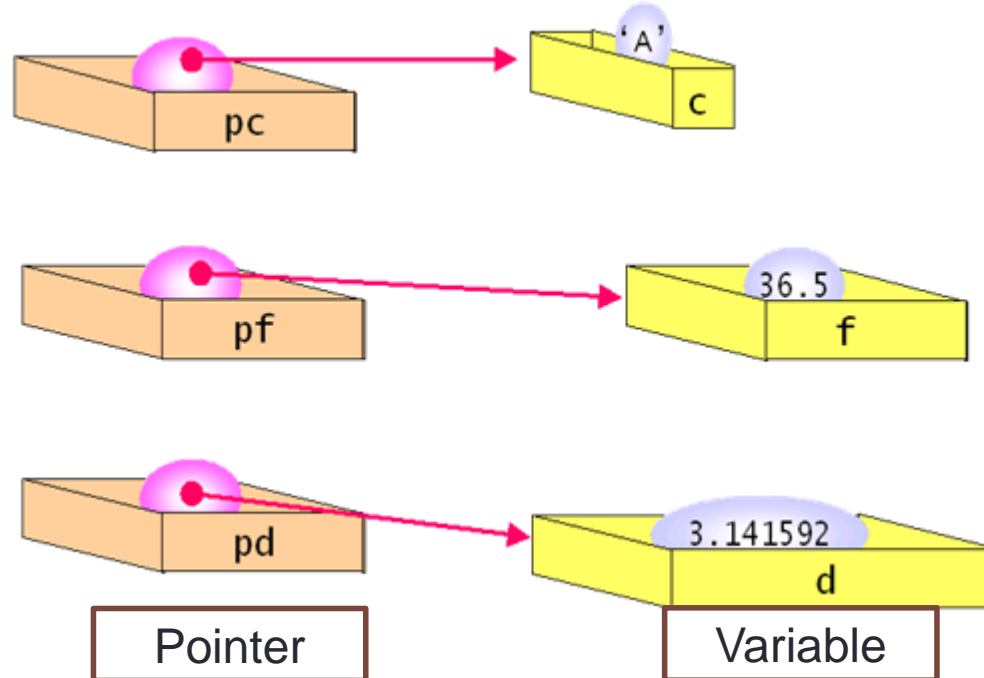 ‘A’
pc
c
36.5
pf
f
3.141592
pd
d
Pointer
Variable